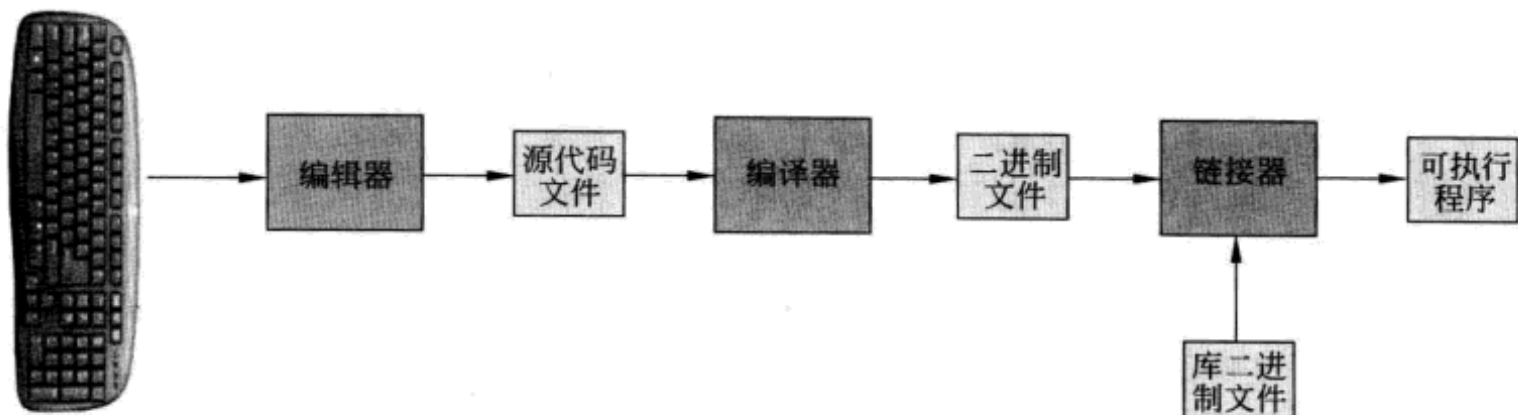 编辑器
源代码
文件
编译器
二进制
文件
链接器
可执行
程序
库二进
制文件